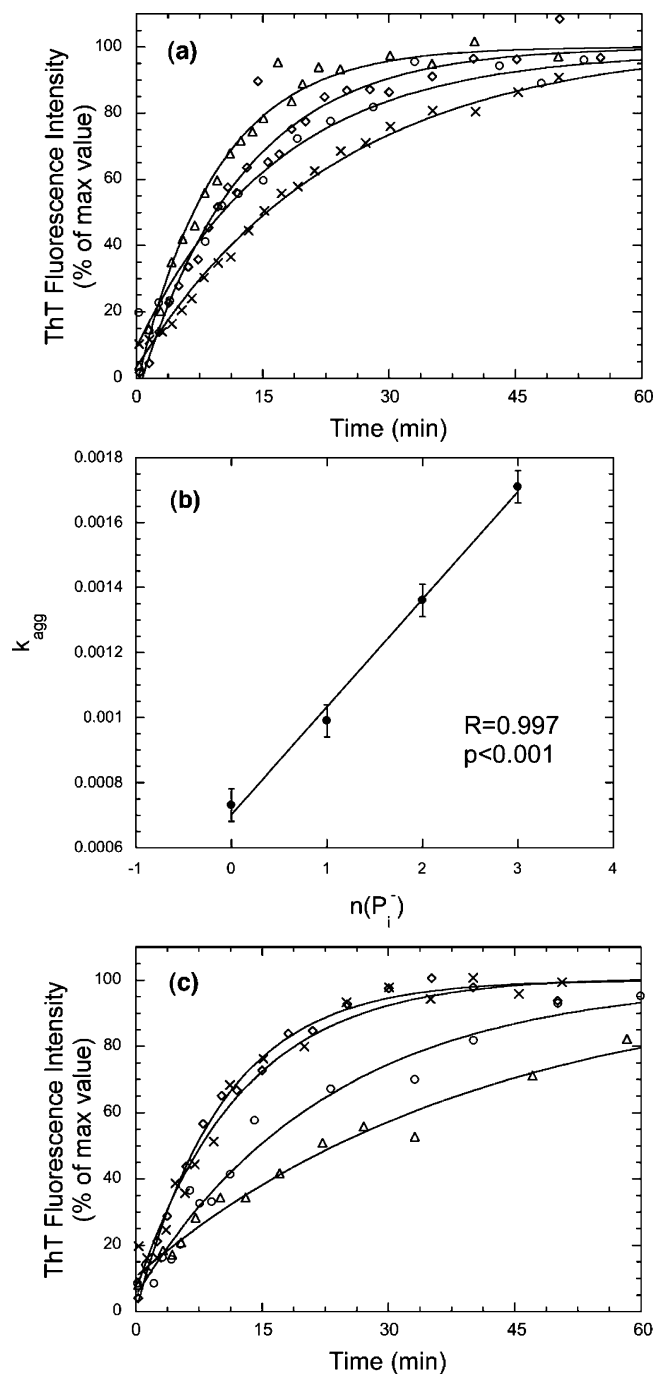 (a)
ThT Fluorescence Intensity
(% of max value)
100
80
60
40
20
0
0 15 30 45 60
Time (min)
(b)
k_agg
0.0018
0.0016
0.0014
0.0012
0.001
0.0008
0.0006
R=0.997
p<0.001
-1 0 1 2 3 4
n(P_i^-)
(c)
ThT Fluorescence Intensity
(% of max value)
100
80
60
40
20
0
0 15 30 45 60
Time (min)